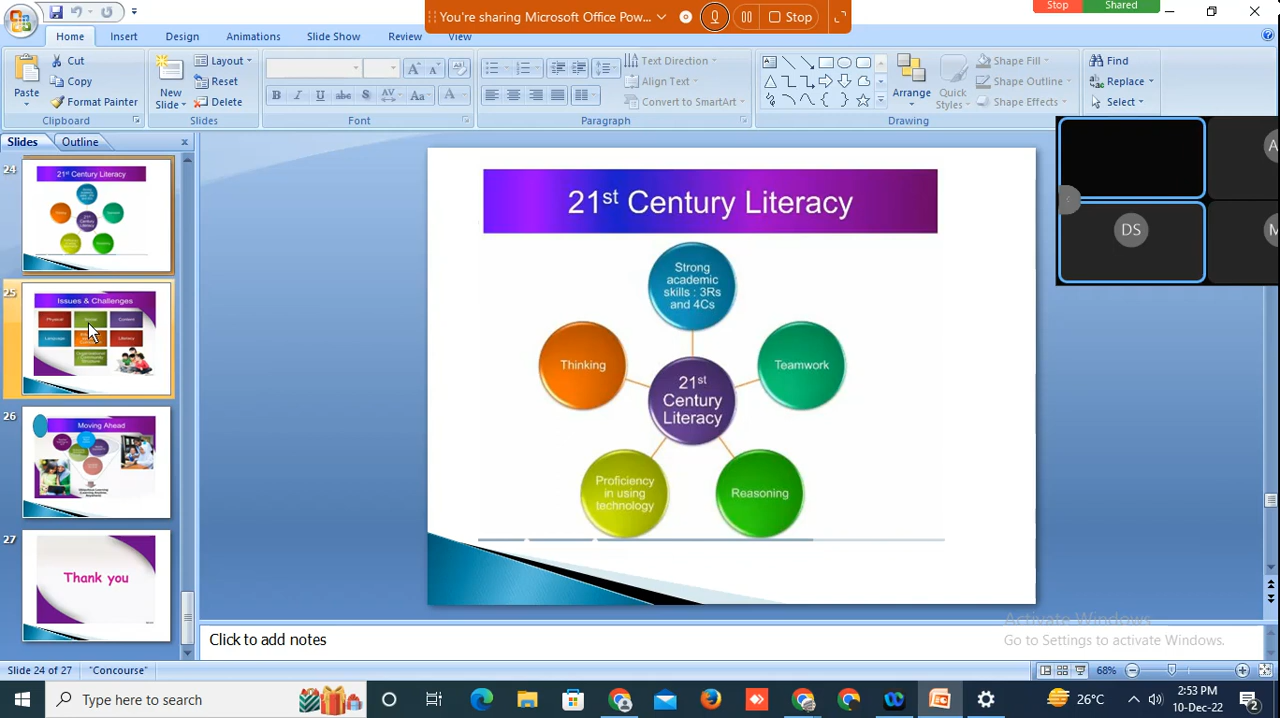 You're sharing Microsoft Office Pow...
Stop
Stop
Shared
Home
Insert
Design
Animations
Slide Show
Review
View
Paste
Cut
Copy
Format Painter
Clipboard
New
Slide
Layout
Reset
Delete
Slides
Font
Text Direction
Align Text
Convert to SmartArt
Paragraph
Arrange
Quick
Styles
Shape Fill
Shape Outline
Shape Effects
Drawing
Find
Replace
Select
Editing
Slides
Outline
24
21st Century Literacy
25
Issues & Challenges
Physical
Content
Language
Literacy
26
Moving Ahead
27
Thank you
21st Century Literacy
Strong
academic
skills : 3Rs
and 4Cs
Thinking
Teamwork
21st
Century
Literacy
Proficiency
in using
technology
Reasoning
DS
A
M
Click to add notes
Activate Windows
Go to Settings to activate Windows.
Slide 24 of 27
"Concourse"
68%
Type here to search
26°C
2:53 PM
10-Dec-22
2